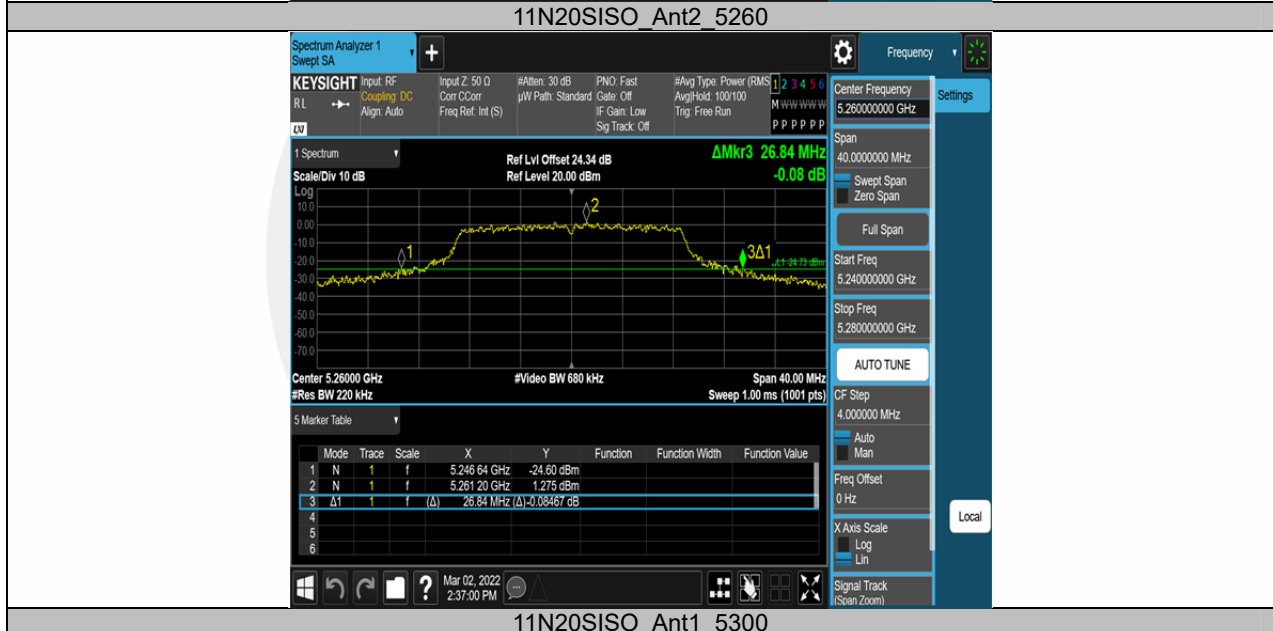 11N20SISO_Ant2_5260
Spectrum Analyzer 1
Swept SA
+
Frequency
KEYSIGHT Input: RF Input Z: 50 Ω #Atten: 30 dB PNO: Fast #Avg Type: Power (RMS 1 2 3 4 5 6
RL Coupling: DC Corr CCorr µW Path: Standard Gate: Off Avg|Hold: 100/100 M W W W W W
Align: Auto Freq Ref: Int (S) IF Gain: Low Trig: Free Run
LXI Sig Track: Off P P P P P P
Center Frequency
5.260000000 GHz
Settings
Span
40.0000000 MHz
Swept Span
Zero Span
Full Span
Start Freq
5.240000000 GHz
Stop Freq
5.280000000 GHz
AUTO TUNE
CF Step
4.000000 MHz
Auto
Man
Freq Offset
0 Hz
X Axis Scale
Log
Lin
Signal Track
(Span Zoom)
Local
1 Spectrum
Ref Lvl Offset 24.34 dB
ΔMkr3 26.84 MHz
Scale/Div 10 dB
Ref Level 20.00 dBm
-0.08 dB
Log
10.0
0.00
-10.0
-20.0
-30.0
-40.0
-50.0
-60.0
-70.0
1
2
3Δ1
-24.73 dBm
Center 5.26000 GHz #Video BW 680 kHz Span 40.00 MHz
#Res BW 220 kHz Sweep 1.00 ms (1001 pts)
5 Marker Table
Mode Trace Scale X Y Function Function Width Function Value
1 N 1 f 5.246 64 GHz -24.60 dBm
2 N 1 f 5.261 20 GHz 1.275 dBm
3 Δ1 1 f (Δ) 26.84 MHz (Δ)-0.08467 dB
4
5
6
?
Mar 02, 2022
2:37:00 PM
11N20SISO_Ant1_5300